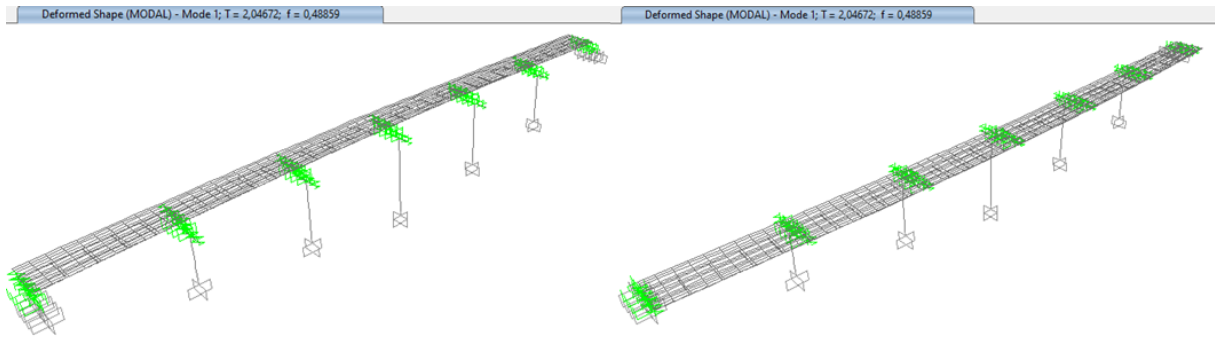 Deformed Shape (MODAL) - Mode 1; T = 2,04672; f = 0,48859
Deformed Shape (MODAL) - Mode 1; T = 2,04672; f = 0,48859